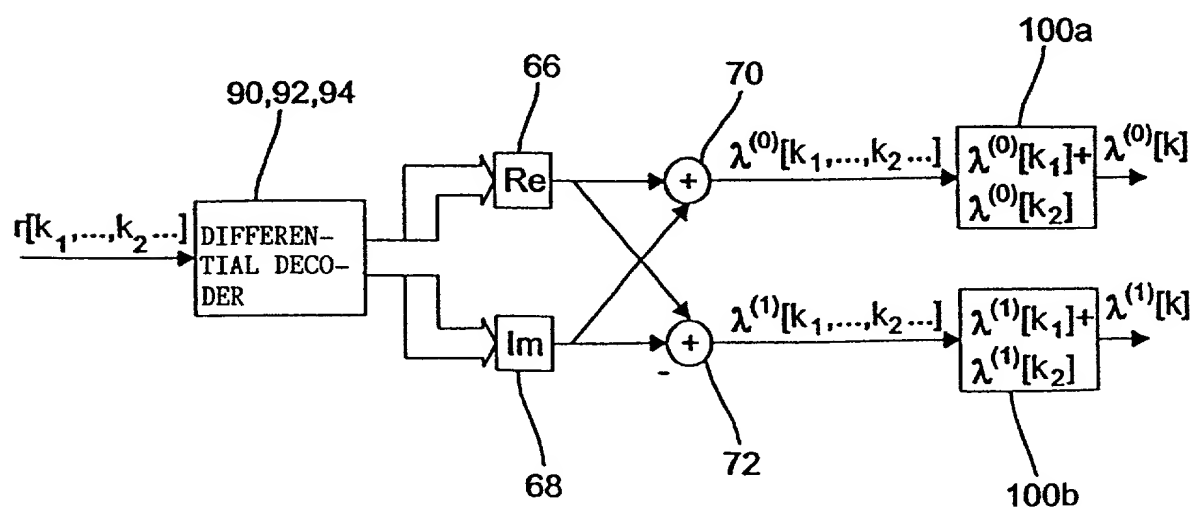 100a
66
70
90,92,94
λ⁽⁰⁾[k₁,...,k₂...]
λ⁽⁰⁾[k₁]+
λ⁽⁰⁾[k₂]
λ⁽⁰⁾[k]
Re
+
r[k₁,...,k₂...]
DIFFEREN-
TIAL DECO-
DER
λ⁽¹⁾[k₁,...,k₂...]
λ⁽¹⁾[k₁]+
λ⁽¹⁾[k₂]
λ⁽¹⁾[k]
Im
+
-
72
68
100b